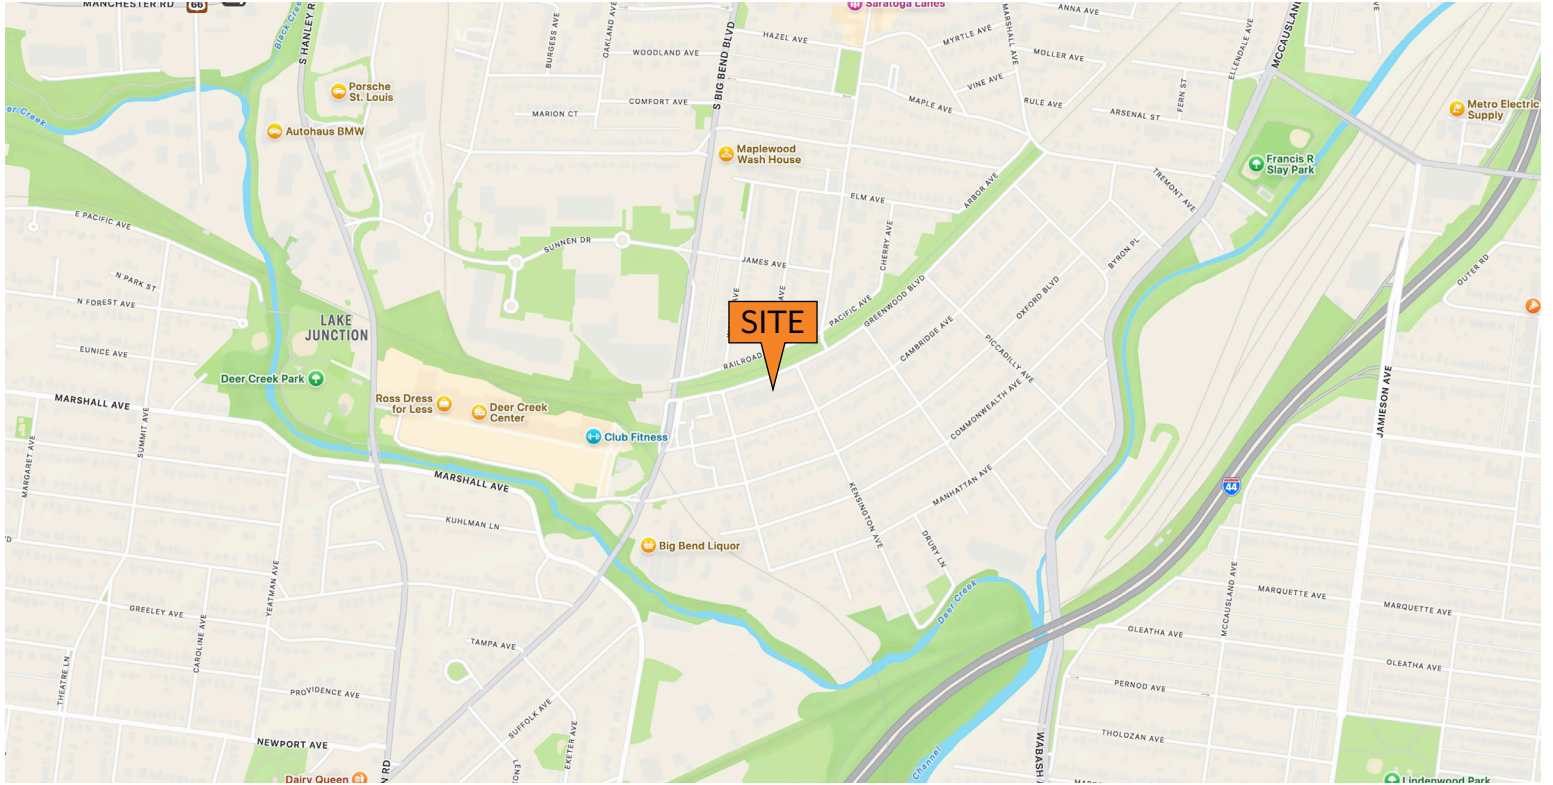 MANCHESTER RD
66
Black Creek
S HANLEY R
BURGESS AVE
OAKLAND AVE
S BIG BEND BLVD
Saratoga Lanes
HAZEL AVE
WOODLAND AVE
COMFORT AVE
MARION CT
MYRTLE AVE
MARSHALL AVE
ANNA AVE
MOLLER AVE
VINE AVE
RULE AVE
MAPLE AVE
ARSENAL ST
FERN ST
ELLENDALE AVE
MCCAUSLAN
Metro Electric
Supply
Porsche
St. Louis
Autohaus BMW
er Creek
Maplewood
Wash House
Francis R
Slay Park
ELM AVE
ARBOR AVE
TREMONT AVE
E PACIFIC AVE
SUNNEN DR
JAMES AVE
CHERRY AVE
BYRON PL
OUTER RD
N PARK ST
N FOREST AVE
LAKE
JUNCTION
SITE
AVE
AVE
PACIFIC AVE
GREENWOOD BLVD
OXFORD BLVD
CAMBRIDGE AVE
PICCADILLY AVE
EUNICE AVE
RAILROAD
Deer Creek Park
MARSHALL AVE
Ross Dress
for Less
Deer Creek
Center
Club Fitness
COMMONWEALTH AVE
JAMIESON AVE
SUMMIT AVE
MARGARET AVE
MARSHALL AVE
44
KENSINGTON AVE
MANHATTAN AVE
KUHLMAN LN
D
Big Bend Liquor
DRURY LN
YEATMAN AVE
GREELEY AVE
CAROLINE AVE
THEATRE LN
Deer Creek
MCCAUSLAND AVE
MARQUETTE AVE
MARQUETTE AVE
OLEATHA AVE
OLEATHA AVE
TAMPA AVE
PERNOD AVE
PROVIDENCE AVE
SUFFOLK AVE
EXETER AVE
NEWPORT AVE
THOLOZAN AVE
WABASH
Channel
Dairy Queen
N RD
Lindenwood Park